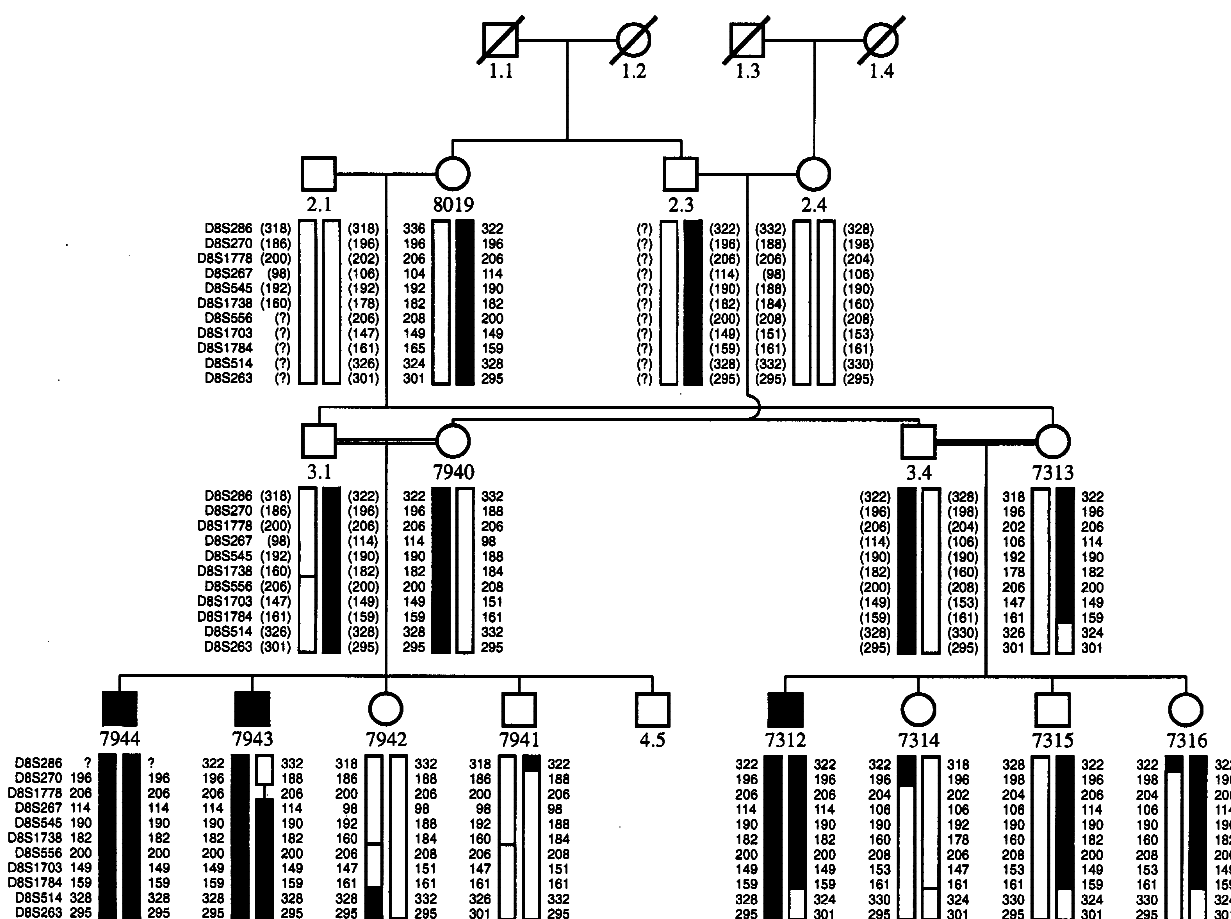 1.1 1.2 1.3 1.4
2.1 8019 2.3 2.4
D8S286 (318) (318) 336 322 (?) (322) (332) (328)
D8S270 (186) (196) 196 196 (?) (196) (188) (198)
D8S1778 (200) (202) 206 206 (?) (206) (206) (204)
D8S267 (98) (106) 104 114 (?) (114) (98) (106)
D8S545 (192) (192) 192 190 (?) (190) (188) (190)
D8S1738 (160) (178) 182 182 (?) (182) (184) (160)
D8S556 (?) (206) 208 200 (?) (200) (208) (208)
D8S1703 (?) (147) 149 149 (?) (149) (151) (153)
D8S1784 (?) (161) 165 159 (?) (159) (161) (161)
D8S514 (?) (326) 324 328 (?) (328) (332) (330)
D8S263 (?) (301) 301 295 (?) (295) (295) (295)
3.1 7940 3.4 7313
D8S286 (318) (322) 322 332 (322) (328) 318 322
D8S270 (186) (196) 196 188 (196) (198) 196 196
D8S1778 (200) (206) 206 206 (206) (204) 202 206
D8S267 (98) (114) 114 98 (114) (106) 106 114
D8S545 (192) (190) 190 188 (190) (190) 192 190
D8S1738 (160) (182) 182 184 (182) (160) 178 182
D8S556 (206) (200) 200 208 (200) (208) 206 200
D8S1703 (147) (149) 149 151 (149) (153) 147 149
D8S1784 (161) (159) 159 161 (159) (161) 161 159
D8S514 (326) (328) 328 332 (328) (330) 326 324
D8S263 (301) (295) 295 295 (295) (295) 301 301
7944 7943 7942 7941 4.5 7312 7314 7315 7316
D8S286 ? ? 322 332 318 332 318 322 322 322 322 318 328 322 322
D8S270 196 196 196 188 186 188 186 188 196 196 196 196 198 196 196
D8S1778 206 206 206 206 200 206 200 206 206 206 204 202 204 206 204
D8S267 114 114 114 114 98 98 98 98 114 114 106 106 106 114 106
D8S545 190 190 190 190 192 188 192 188 190 190 190 192 190 190 190
D8S1738 182 182 182 182 160 184 160 184 182 182 160 178 160 182 160
D8S556 200 200 200 200 206 208 206 208 200 200 208 206 208 200 208
D8S1703 149 149 149 149 147 151 147 151 149 149 153 147 153 149 153
D8S1784 159 159 159 159 161 161 161 161 159 159 161 161 161 159 161
D8S514 328 328 328 328 328 332 326 332 328 324 330 324 330 324 330
D8S263 295 295 295 295 295 295 301 295 295 301 295 301 295 301 295